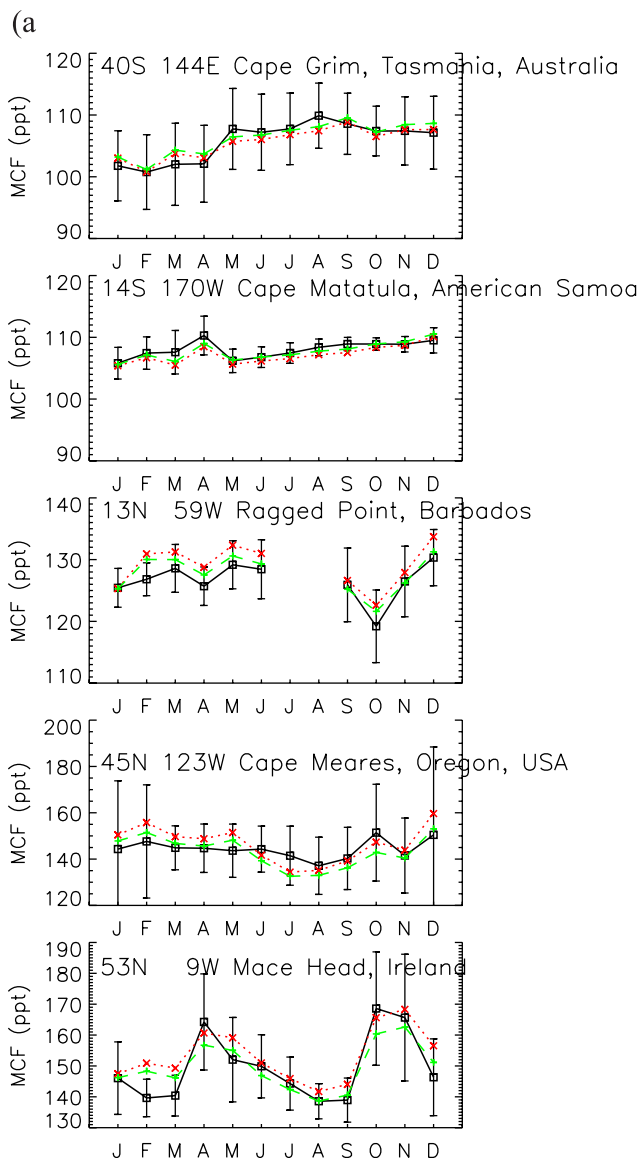 (a
120
40S 144E Cape Grim, Tasmania, Australia
110
100
90
MCF (ppt)
J F M A M J J A S O N D
120
14S 170W Cape Matatula, American Samoa
110
100
90
MCF (ppt)
J F M A M J J A S O N D
140
13N 59W Ragged Point, Barbados
130
120
110
MCF (ppt)
J F M A M J J A S O N D
200
180
45N 123W Cape Meares, Oregon, USA
160
140
120
MCF (ppt)
J F M A M J J A S O N D
190
180
53N 9W Mace Head, Ireland
170
160
150
140
130
MCF (ppt)
J F M A M J J A S O N D